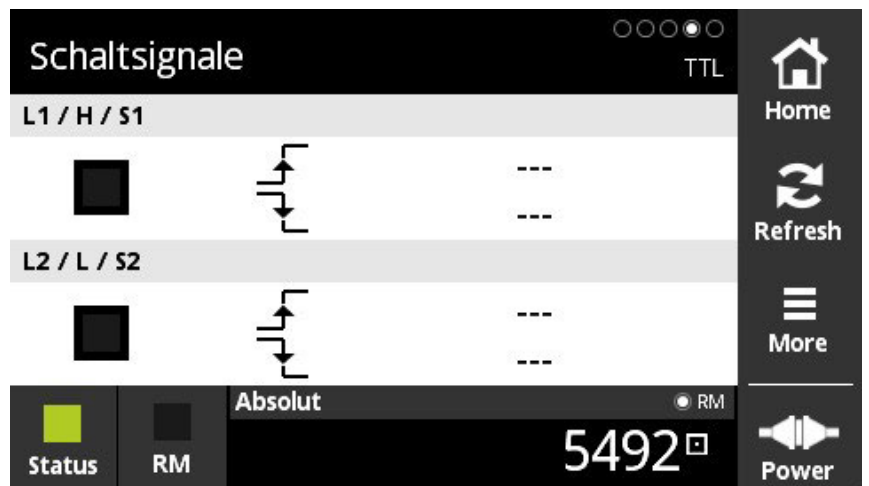 Schaltsignale
TTL
L1 / H / S1
---
---
L2 / L / S2
---
---
Status
RM
Absolut
RM
5492
Home
Refresh
More
Power